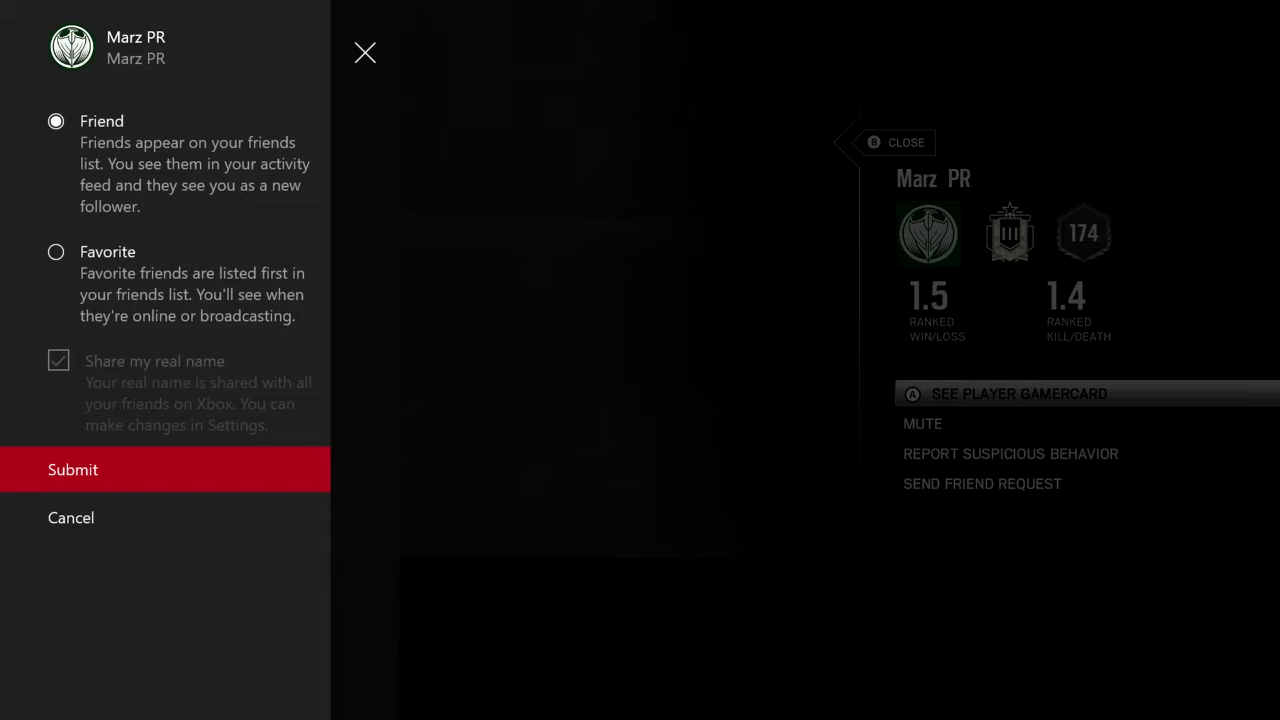 Marz PR
Marz PR
Friend
Friends appear on your friends
list. You see them in your activity
feed and they see you as a new
follower.
Favorite
Favorite friends are listed first in
your friends list. You'll see when
they're online or broadcasting.
Share my real name
Your real name is shared with all
your friends on Xbox. You can
make changes in Settings.
Submit
Cancel
B CLOSE
Marz PR
III 174
1.5 1.4
RANKED RANKED
WIN/LOSS KILL/DEATH
A SEE PLAYER GAMERCARD
MUTE
REPORT SUSPICIOUS BEHAVIOR
SEND FRIEND REQUEST